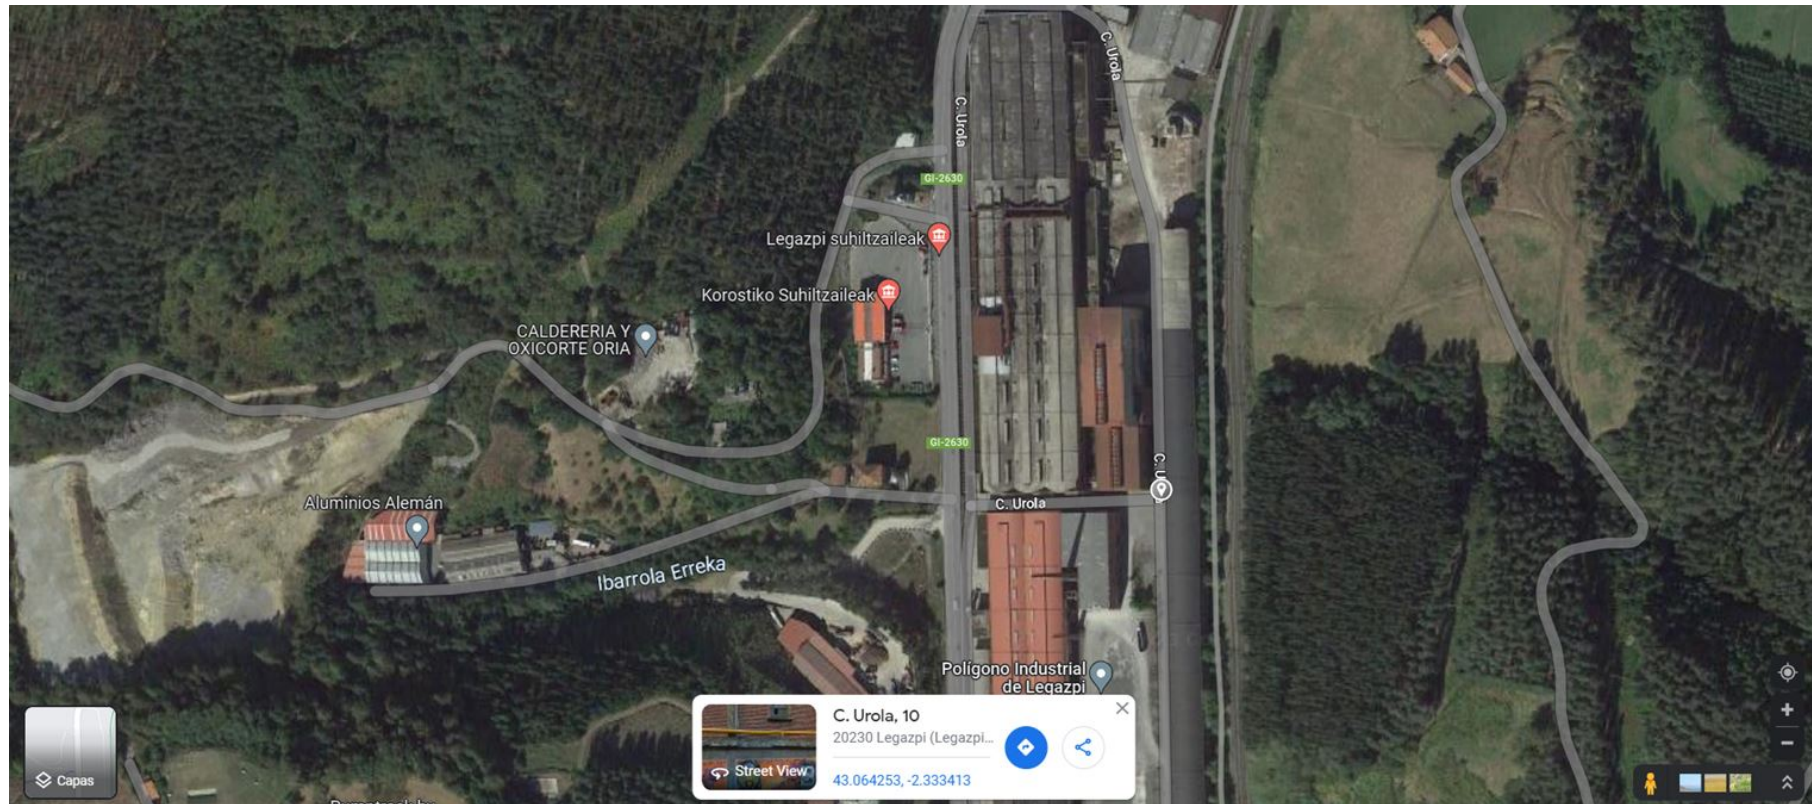 C. Urola
C. Urola
GI-2630
Legazpi suhiltzaileak
Korostiko Suhiltzaileak
CALDERERIA Y
OXICORTE ORIA
GI-2630
Aluminios Alemán
C. Urola
Ibarrola Erreka
Polígono Industrial
de Legazpi
C. Urola, 10
20230 Legazpi (Legazpi...
Street View
43.064253, -2.333413
Capas